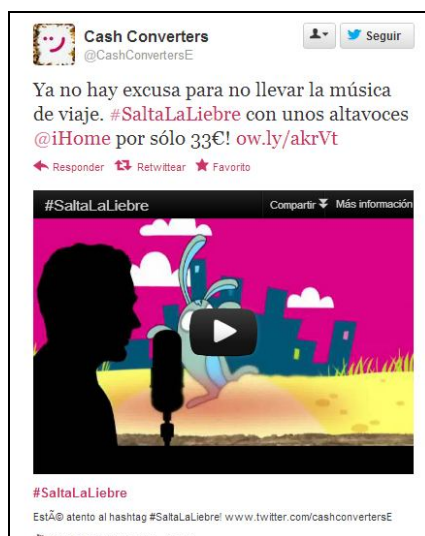 Cash Converters
@CashConvertersE
Seguir
Ya no hay excusa para no llevar la música
de viaje. #SaltaLaLiebre con unos altavoces
@iHome por sólo 33€! ow.ly/akrVt
Responder Retwittear Favorito
#SaltaLaLiebre Compartir Más información
#SaltaLaLiebre
EstÃ© atento al hashtag #SaltaLaLiebre! www.twitter.com/cashconvertersE